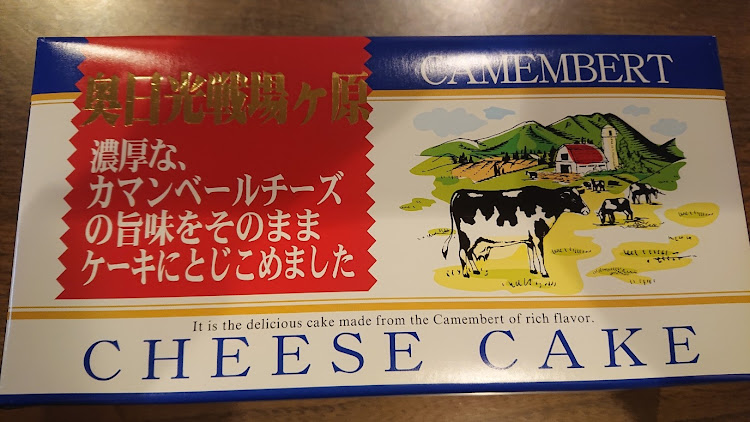 奥日光戦場ヶ原
濃厚な、
カマンベールチーズ
の旨味をそのまま
ケーキにとじこめました
CAMEMBERT
It is the delicious cake made from the Camembert of rich flavor.
CHEESE CAKE